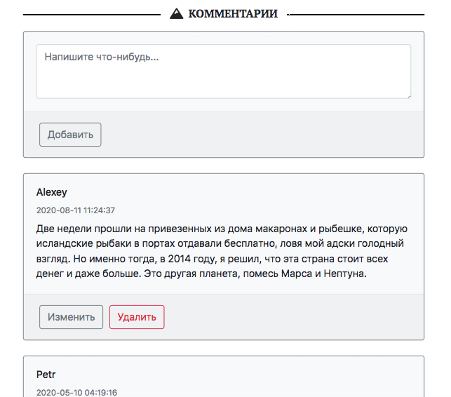 КОММЕНТАРИИ
Напишите что-нибудь...
Добавить
Alexey
2020-08-11 11:24:37
Две недели прошли на привезенных из дома макаронах и рыбешке, которую
исландские рыбаки в портах отдавали бесплатно, ловя мой адски голодный
взгляд. Но именно тогда, в 2014 году, я решил, что эта страна стоит всех
денег и даже больше. Это другая планета, помесь Марса и Нептуна.
Изменить Удалить
Petr
2020-05-10 04:19:16